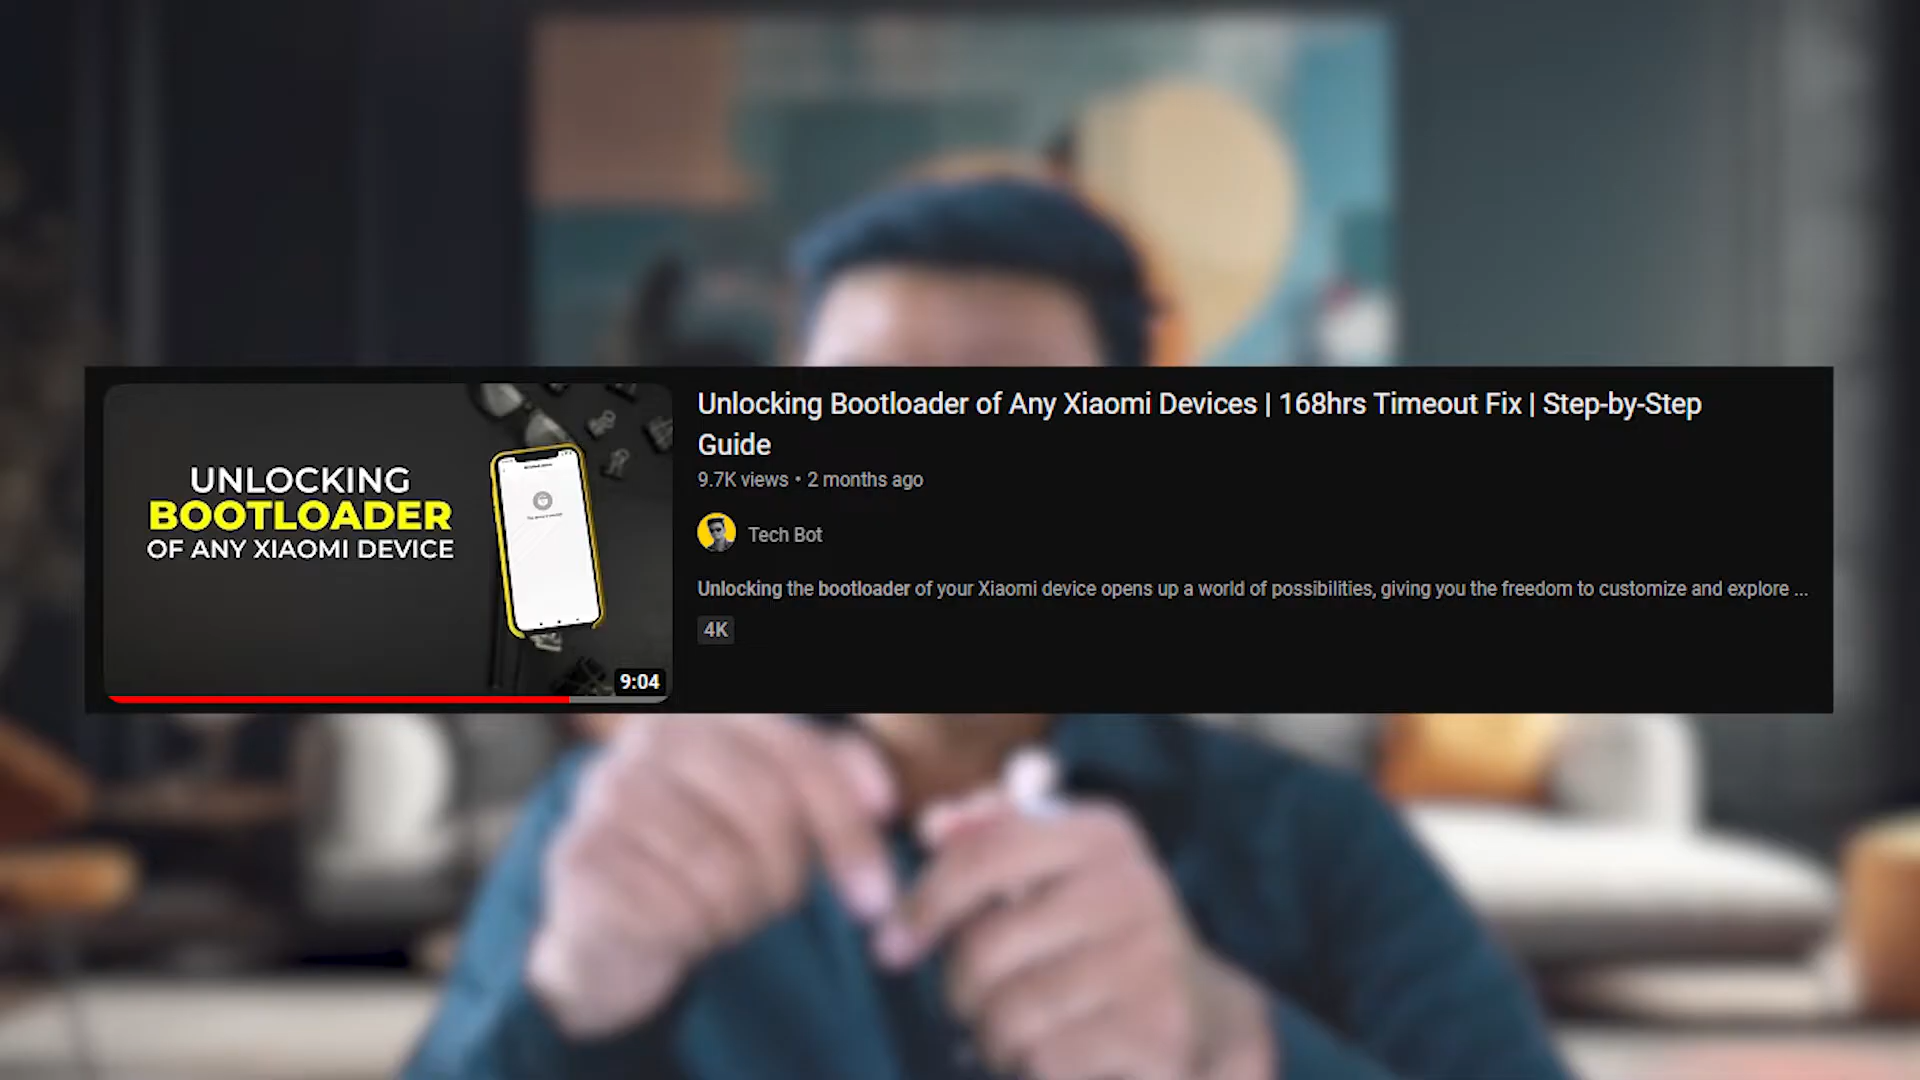 UNLOCKING
BOOTLOADER
OF ANY XIAOMI DEVICE
9:04
Unlocking Bootloader of Any Xiaomi Devices | 168hrs Timeout Fix | Step-by-Step
Guide
9.7K views • 2 months ago
Tech Bot
Unlocking the bootloader of your Xiaomi device opens up a world of possibilities, giving you the freedom to customize and explore ...
4K